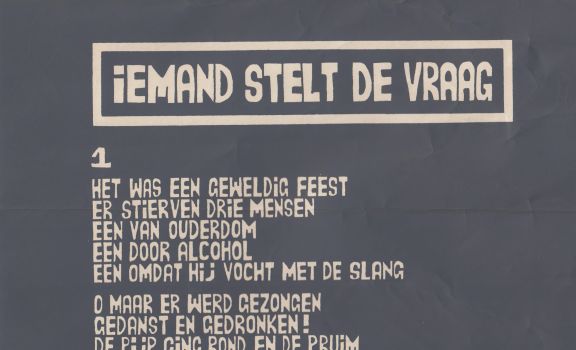 iEMAND STELT DE VRAAG
1
HET WAS EEN GEWELDiG FEEST
ER STiERVEN DRiE MENSEN
EEN VAN OUDERDOM
EEN DOOR ALCOHOL
EEN OMDAT HiJ VOCHT MET DE SLANG
O MAAR ER WERD GEZONGEN
GEDANST EN GEDRONKEN!
DE PiJP GiNG ROND EN DE PRUiM